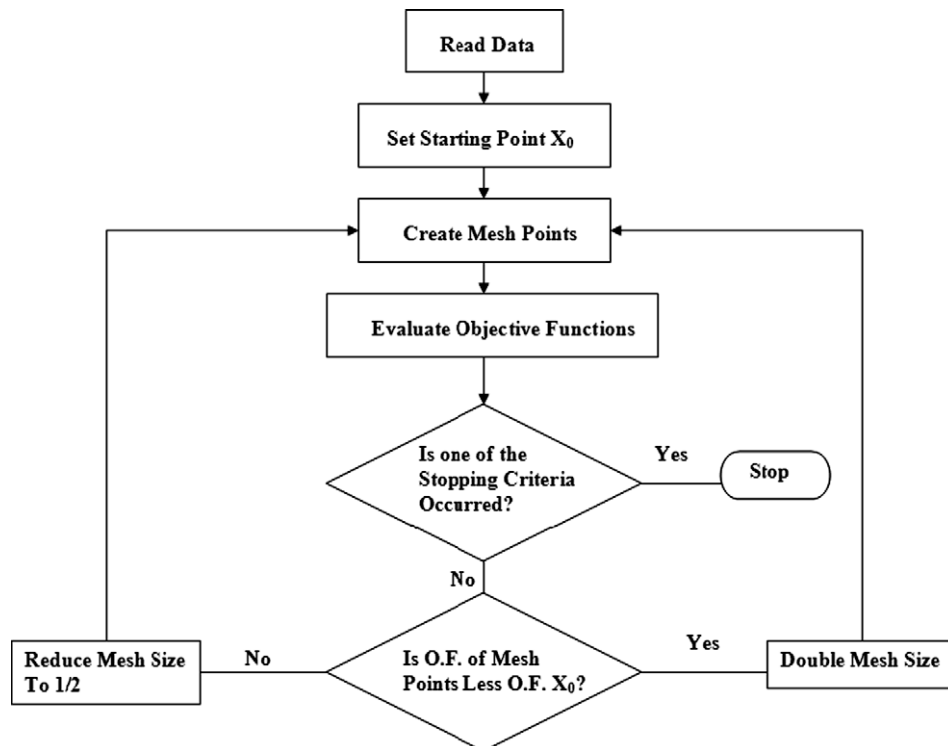 Read Data
Set Starting Point X₀
Create Mesh Points
Evaluate Objective Functions
Is one of the
Stopping Criteria
Occurred?
Yes
Stop
No
Is O.F. of Mesh
Points Less O.F. X₀?
No
Reduce Mesh Size
To 1/2
Yes
Double Mesh Size